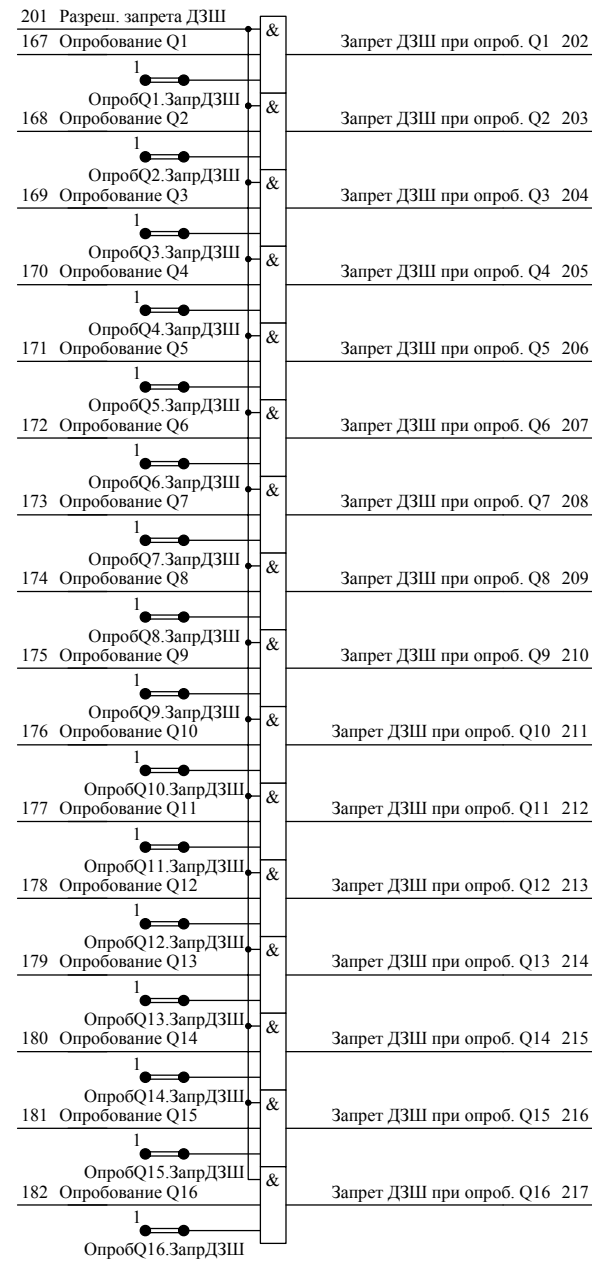 201 Разреш. запрета ДЗШ
&
167 Опробование Q1 Запрет ДЗШ при опроб. Q1 202
1
ОпробQ1.ЗапрДЗШ &
168 Опробование Q2 Запрет ДЗШ при опроб. Q2 203
1
ОпробQ2.ЗапрДЗШ &
169 Опробование Q3 Запрет ДЗШ при опроб. Q3 204
1
ОпробQ3.ЗапрДЗШ &
170 Опробование Q4 Запрет ДЗШ при опроб. Q4 205
1
ОпробQ4.ЗапрДЗШ &
171 Опробование Q5 Запрет ДЗШ при опроб. Q5 206
1
ОпробQ5.ЗапрДЗШ &
172 Опробование Q6 Запрет ДЗШ при опроб. Q6 207
1
ОпробQ6.ЗапрДЗШ &
173 Опробование Q7 Запрет ДЗШ при опроб. Q7 208
1
ОпробQ7.ЗапрДЗШ &
174 Опробование Q8 Запрет ДЗШ при опроб. Q8 209
1
ОпробQ8.ЗапрДЗШ &
175 Опробование Q9 Запрет ДЗШ при опроб. Q9 210
1
ОпробQ9.ЗапрДЗШ &
176 Опробование Q10 Запрет ДЗШ при опроб. Q10 211
1
ОпробQ10.ЗапрДЗШ &
177 Опробование Q11 Запрет ДЗШ при опроб. Q11 212
1
ОпробQ11.ЗапрДЗШ &
178 Опробование Q12 Запрет ДЗШ при опроб. Q12 213
1
ОпробQ12.ЗапрДЗШ &
179 Опробование Q13 Запрет ДЗШ при опроб. Q13 214
1
ОпробQ13.ЗапрДЗШ &
180 Опробование Q14 Запрет ДЗШ при опроб. Q14 215
1
ОпробQ14.ЗапрДЗШ &
181 Опробование Q15 Запрет ДЗШ при опроб. Q15 216
1
ОпробQ15.ЗапрДЗШ &
182 Опробование Q16 Запрет ДЗШ при опроб. Q16 217
1
ОпробQ16.ЗапрДЗШ